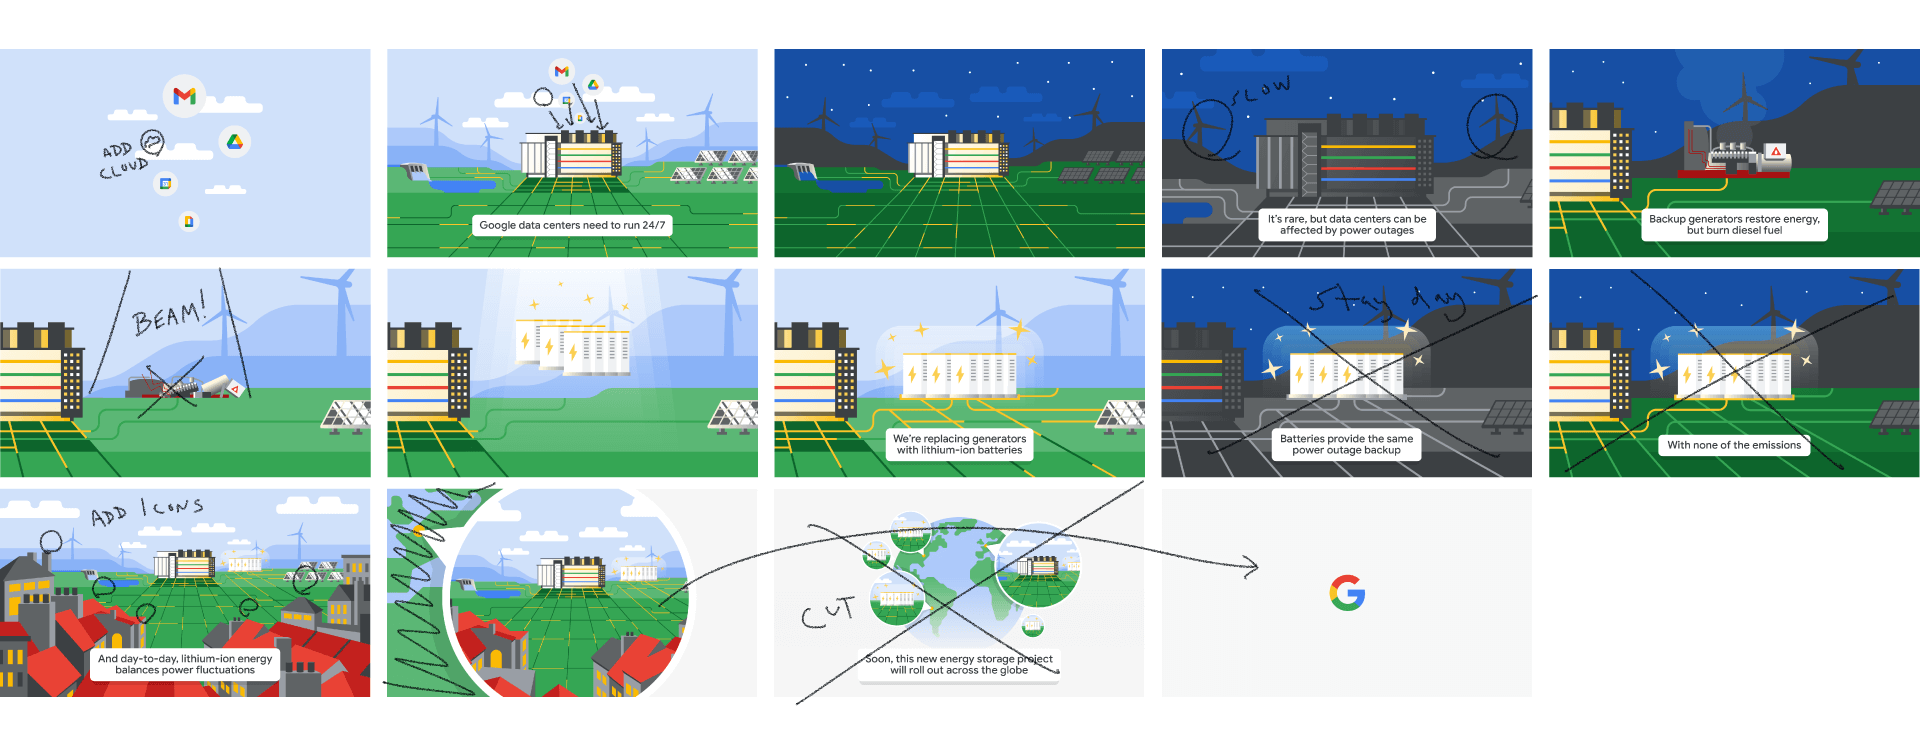 ADD
CLOUD
Google data centers need to run 24/7
SLOW
It's rare, but data centers can be
affected by power outages
Backup generators restore energy,
but burn diesel fuel
BEAM!
We're replacing generators
with lithium-ion batteries
Stay day
Batteries provide the same
power outage backup
With none of the emissions
ADD ICONS
And day-to-day, lithium-ion energy
balances power fluctuations
CUT
Soon, this new energy storage project
will roll out across the globe
G